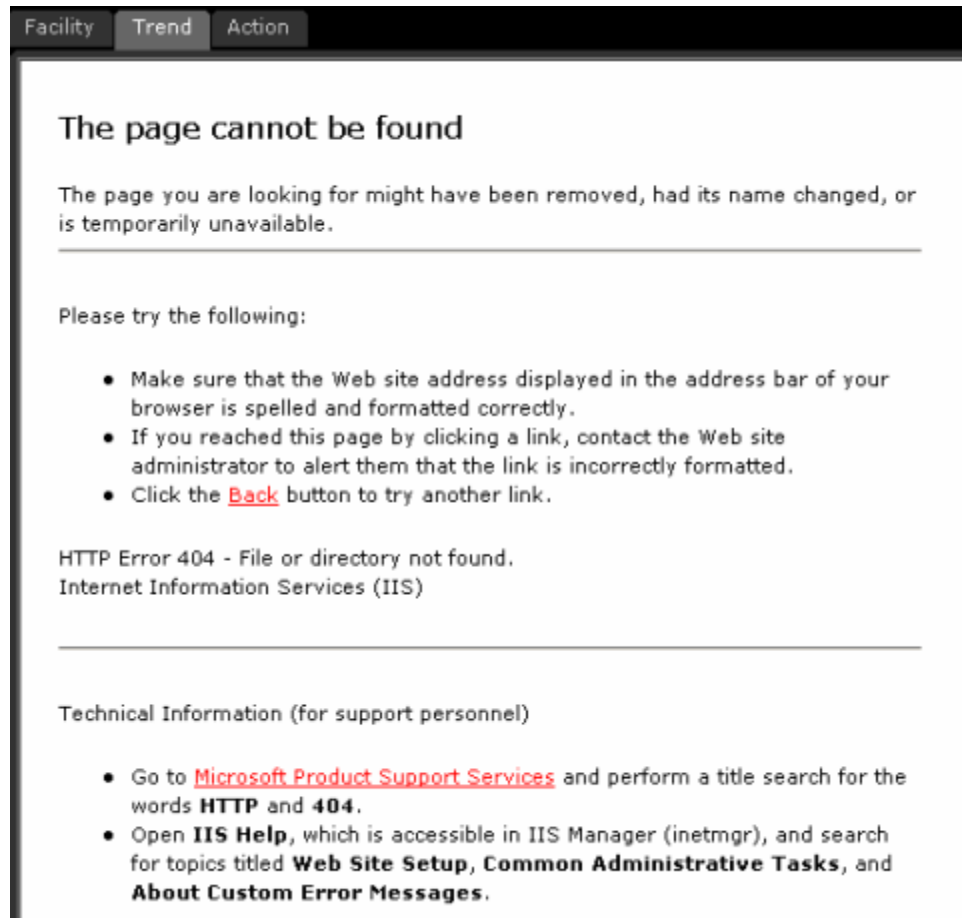 Facility Trend Action
The page cannot be found
The page you are looking for might have been removed, had its name changed, or
is temporarily unavailable.
Please try the following:
● Make sure that the Web site address displayed in the address bar of your
browser is spelled and formatted correctly.
● If you reached this page by clicking a link, contact the Web site
administrator to alert them that the link is incorrectly formatted.
● Click the Back button to try another link.
HTTP Error 404 - File or directory not found.
Internet Information Services (IIS)
Technical Information (for support personnel)
● Go to Microsoft Product Support Services and perform a title search for the
words HTTP and 404.
● Open IIS Help, which is accessible in IIS Manager (inetmgr), and search
for topics titled Web Site Setup, Common Administrative Tasks, and
About Custom Error Messages.